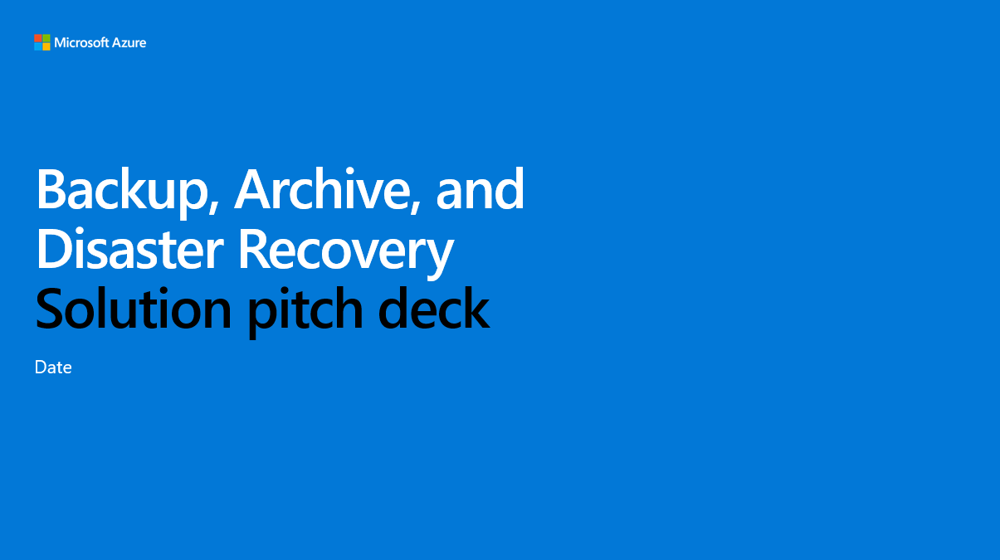 Microsoft Azure
Backup, Archive, and
Disaster Recovery
Solution pitch deck
Date